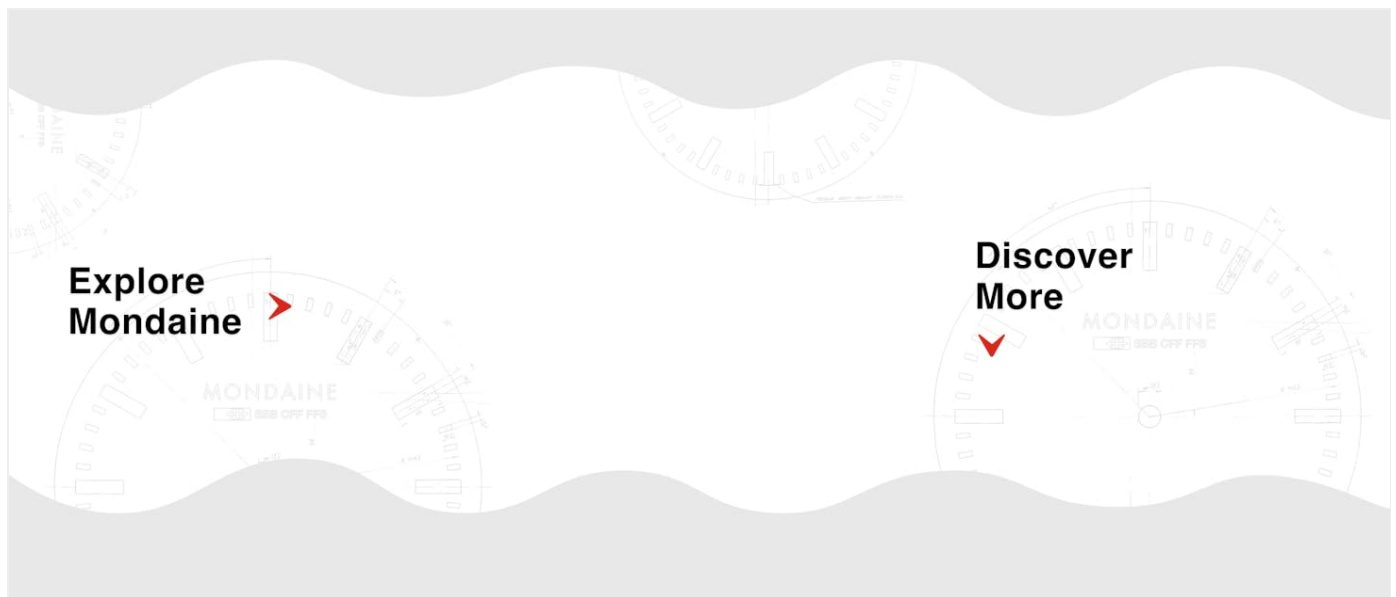 Explore
Mondaine
Discover
More
MONDAINE
SBB CFF FFS
MONDAINE
SBB CFF FFS